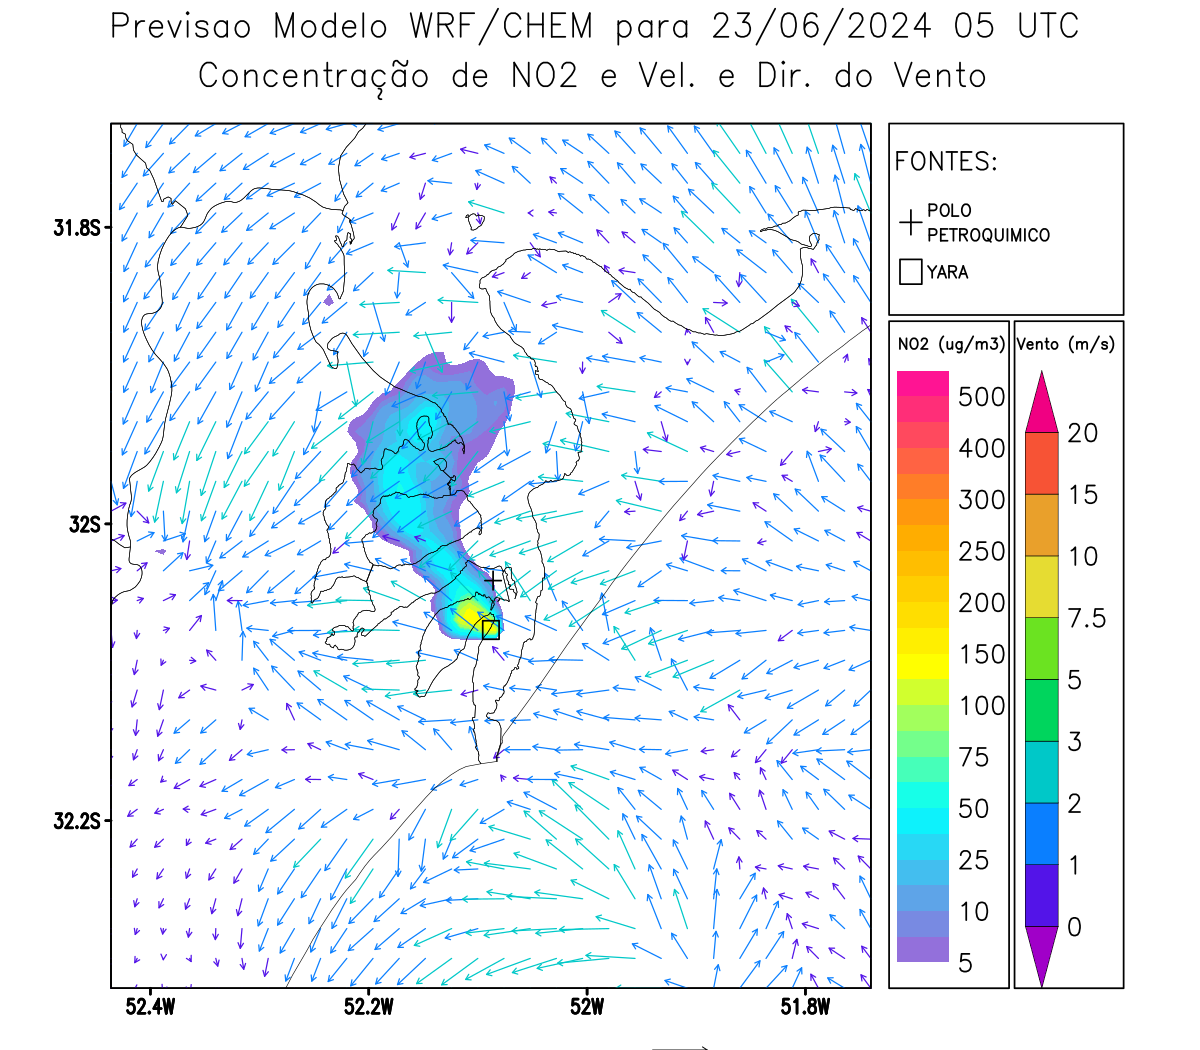 Previsao Modelo WRF/CHEM para 23/06/2024 05 UTC
Concentração de NO2 e Vel. e Dir. do Vento
FONTES:
POLO
PETROQUIMICO
YARA
NO2 (ug/m3)
500
400
300
250
200
150
100
75
50
25
10
5
Vento (m/s)
20
15
10
7.5
5
3
2
1
0
31.8S
32S
32.2S
52.4W
52.2W
52W
51.8W